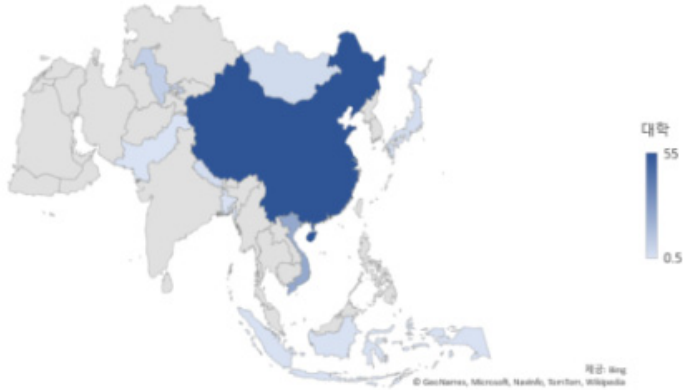 대학
55
0.5
제공: Bing
© GeoNames, Microsoft, Navinfo, TomTom, Wikipedia